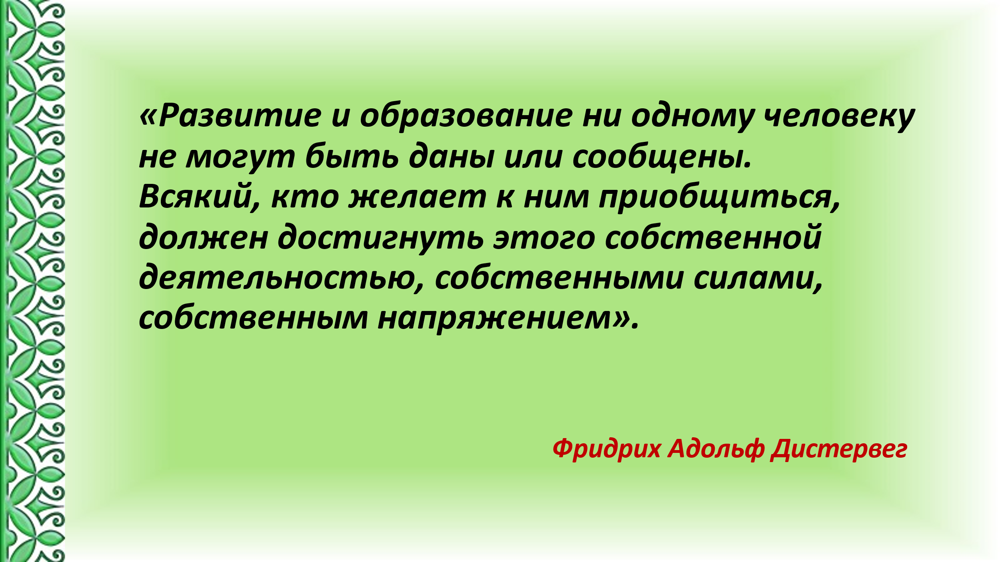 «Развитие и образование ни одному человеку
не могут быть даны или сообщены.
Всякий, кто желает к ним приобщиться,
должен достигнуть этого собственной
деятельностью, собственными силами,
собственным напряжением».
Фридрих Адольф Дистервег